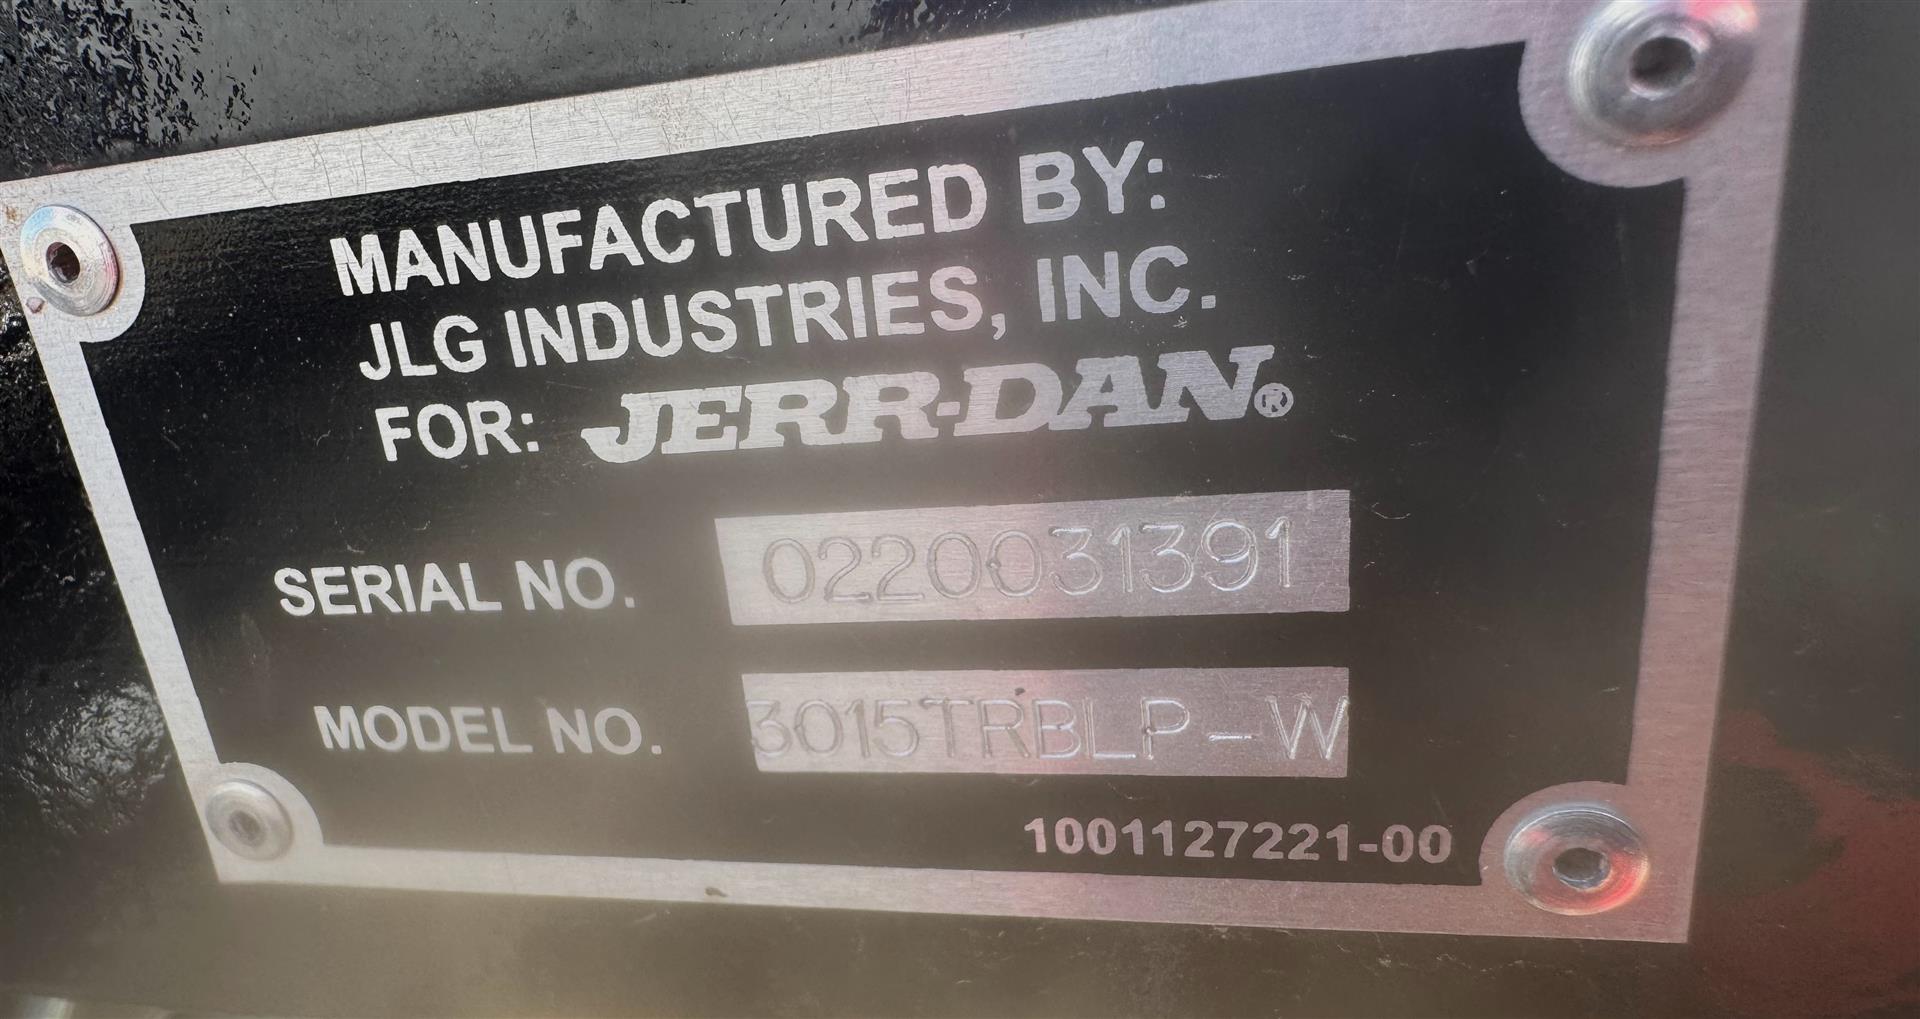 MANUFACTURED BY:
JLG INDUSTRIES, INC.
FOR: JERR-DAN®
SERIAL NO. 0220031391
MODEL NO. 3015TRBLP-W
1001127221-00